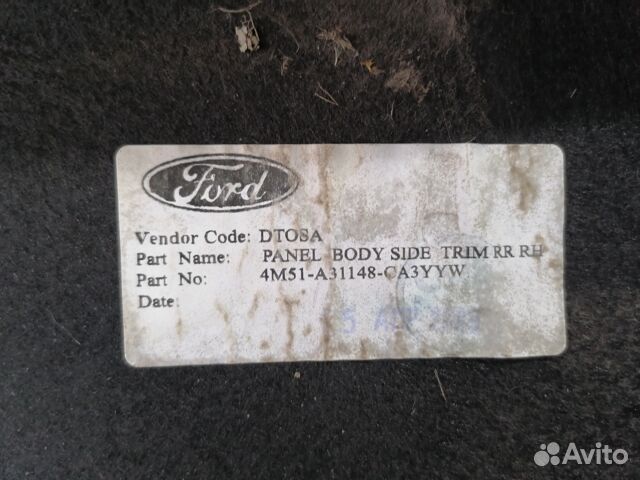 Ford
Vendor Code: DTOSA
Part Name: PANEL BODY SIDE TRIM RR RH
Part No: 4M51-A31148-CA3YYW
Date:
Avito